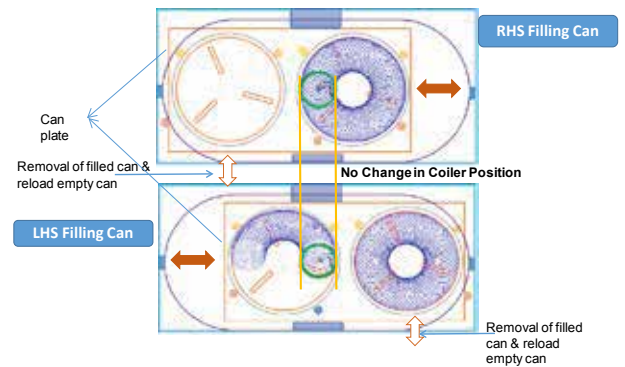 RHS Filling Can
Can
plate
Removal of filled can &
reload empty can
No Change in Coiler Position
LHS Filling Can
Removal of filled
can & reload
empty can